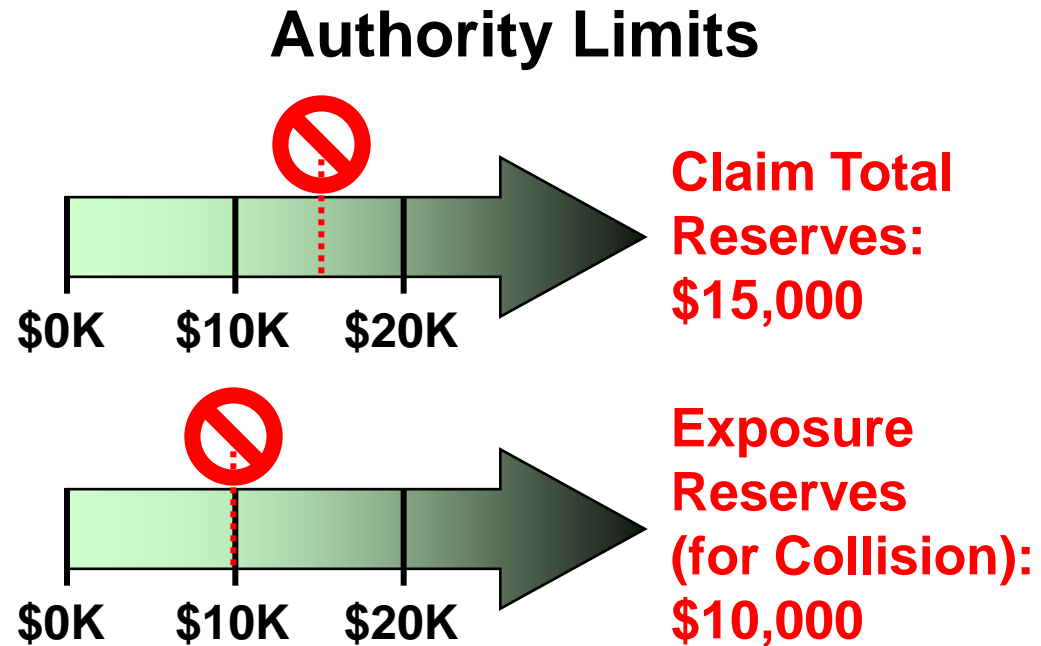 Authority Limits
Claim Total
Reserves:
$15,000
$0K $10K $20K
Exposure
Reserves
(for Collision):
$10,000
$0K $10K $20K